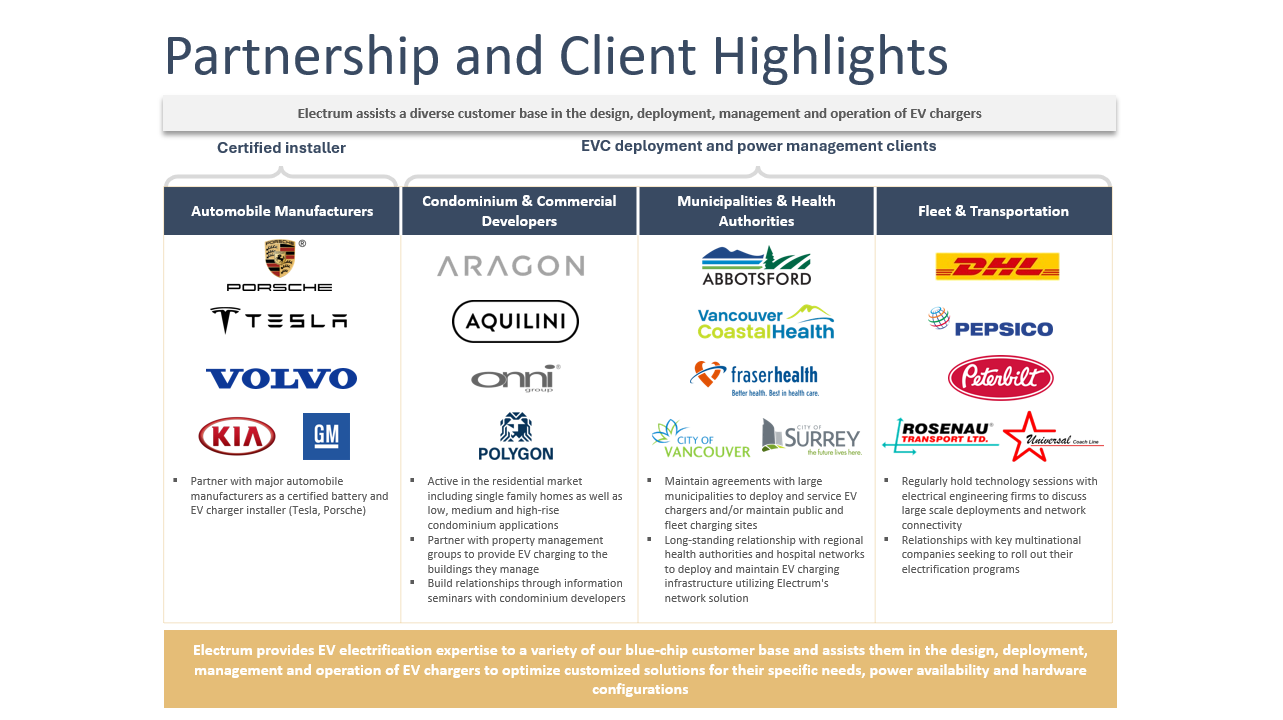 Partnership and Client Highlights
Electrum assists a diverse customer base in the design, deployment, management and operation of EV chargers
Certified installer
EVC deployment and power management clients
Automobile Manufacturers
PORSCHE
®
PORSCHE
TESLA
VOLVO
KIA
GM
▪ Partner with major automobile
manufacturers as a certified battery and
EV charger installer (Tesla, Porsche)
Condominium & Commercial
Developers
ARAGON
AQUILINI
onni®
group
POLYGON
▪ Active in the residential market
including single family homes as well as
low, medium and high-rise
condominium applications
▪ Partner with property management
groups to provide EV charging to the
buildings they manage
▪ Build relationships through information
seminars with condominium developers
Municipalities & Health
Authorities
ABBOTSFORD
Vancouver
CoastalHealth
fraserhealth
Better health. Best in health care.
CITY OF
VANCOUVER
CITY OF
SURREY
the future lives here.
▪ Maintain agreements with large
municipalities to deploy and service EV
chargers and/or maintain public and
fleet charging sites
▪ Long-standing relationship with regional
health authorities and hospital networks
to deploy and maintain EV charging
infrastructure utilizing Electrum's
network solution
Fleet & Transportation
DHL
PEPSICO
Peterbilt
ROSENAU®
TRANSPORT LTD.
Universal Coach Line
▪ Regularly hold technology sessions with
electrical engineering firms to discuss
large scale deployments and network
connectivity
▪ Relationships with key multinational
companies seeking to roll out their
electrification programs
Electrum provides EV electrification expertise to a variety of our blue-chip customer base and assists them in the design, deployment,
management and operation of EV chargers to optimize customized solutions for their specific needs, power availability and hardware
configurations